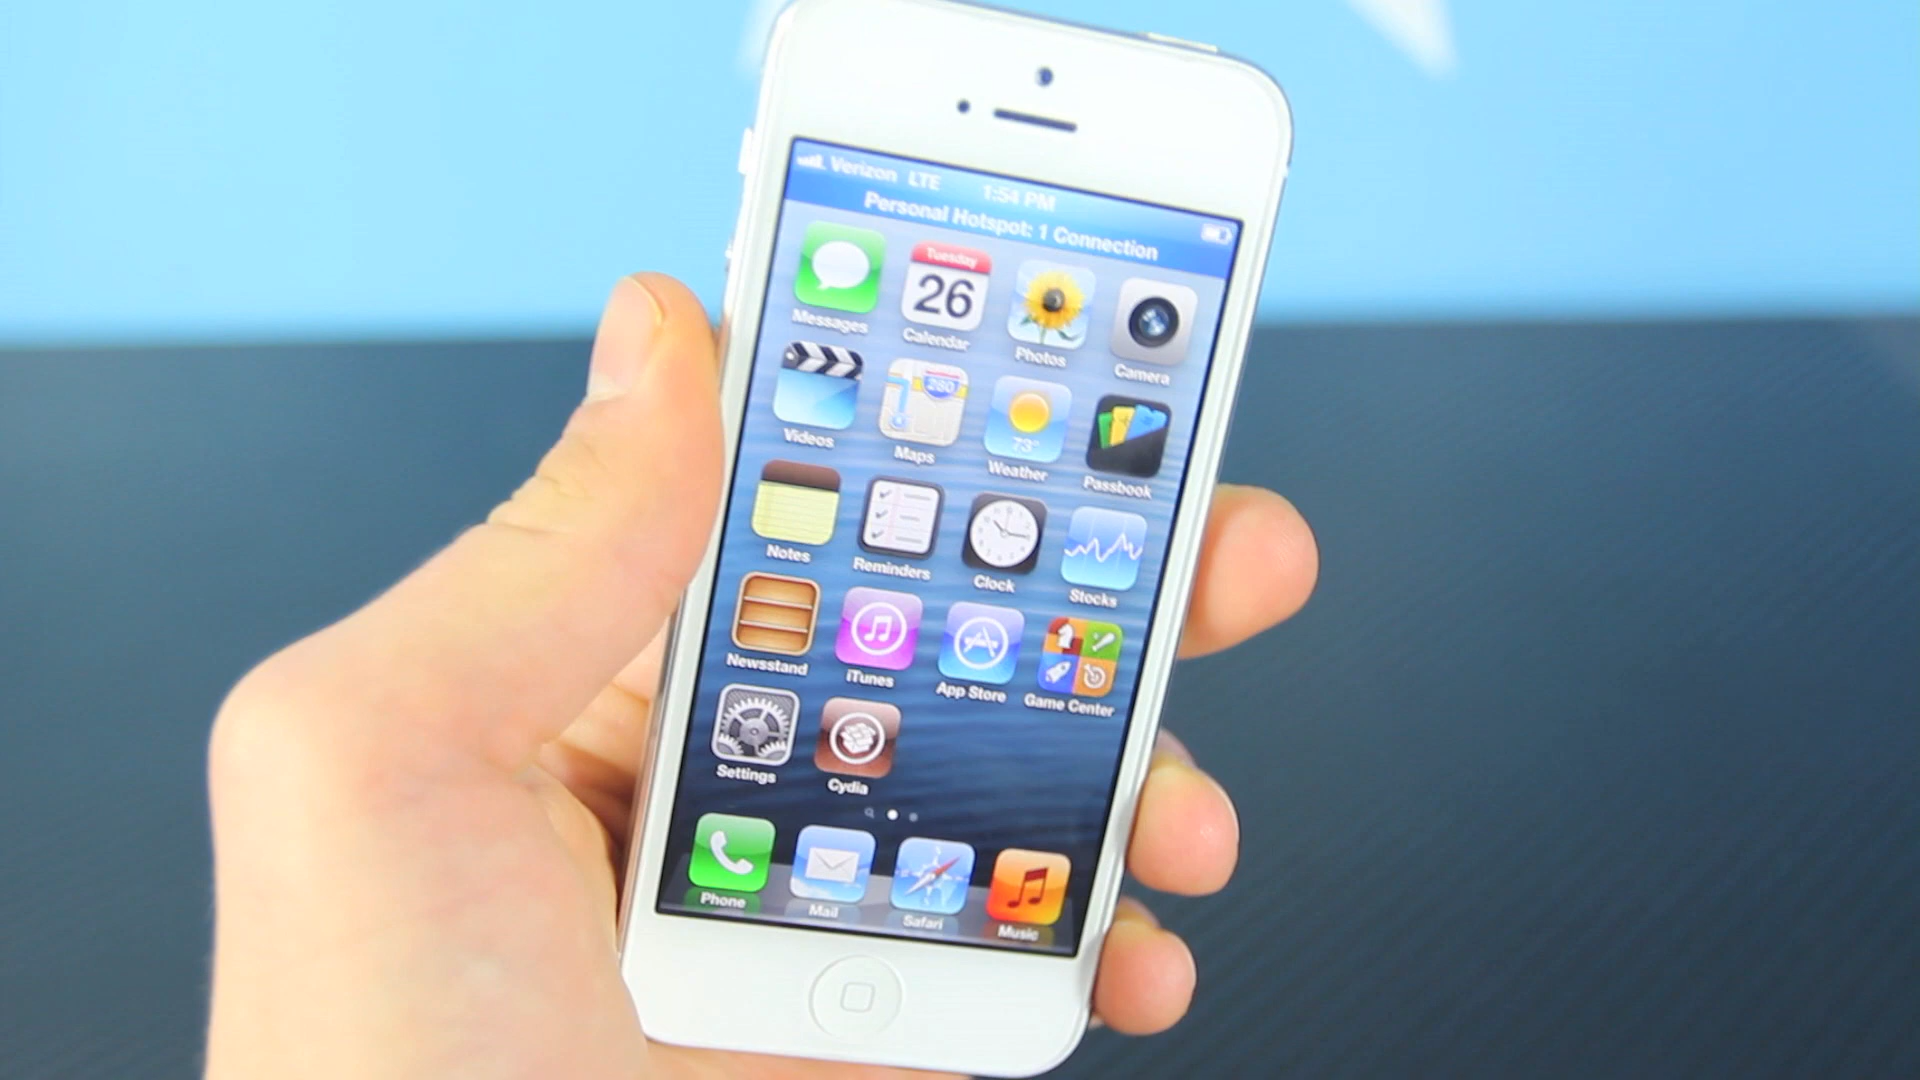 Verizon LTE 1:54 PM
Personal Hotspot: 1 Connection
Tuesday
26
Messages Calendar Photos Camera
280
73°
Videos Maps Weather Passbook
Notes Reminders Clock Stocks
Newsstand iTunes App Store Game Center
Settings Cydia
Phone Mail Safari Music